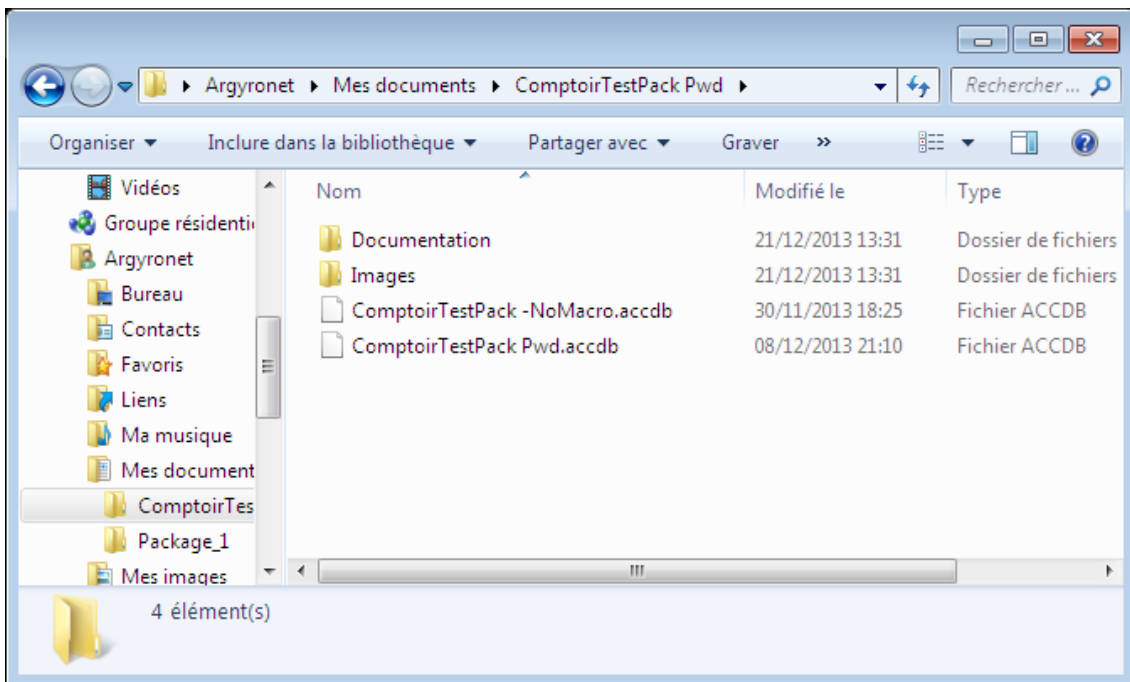 Argyronet Mes documents ComptoirTestPack Pwd Rechercher ...
Organiser Inclure dans la bibliothèque Partager avec Graver »
Vidéos
Groupe résidenti
Argyronet
Bureau
Contacts
Favoris
Liens
Ma musique
Mes document
ComptoirTes
Package_1
Mes images
Nom Modifié le Type
Documentation 21/12/2013 13:31 Dossier de fichiers
Images 21/12/2013 13:31 Dossier de fichiers
ComptoirTestPack -NoMacro.accdb 30/11/2013 18:25 Fichier ACCDB
ComptoirTestPack Pwd.accdb 08/12/2013 21:10 Fichier ACCDB
4 élément(s)